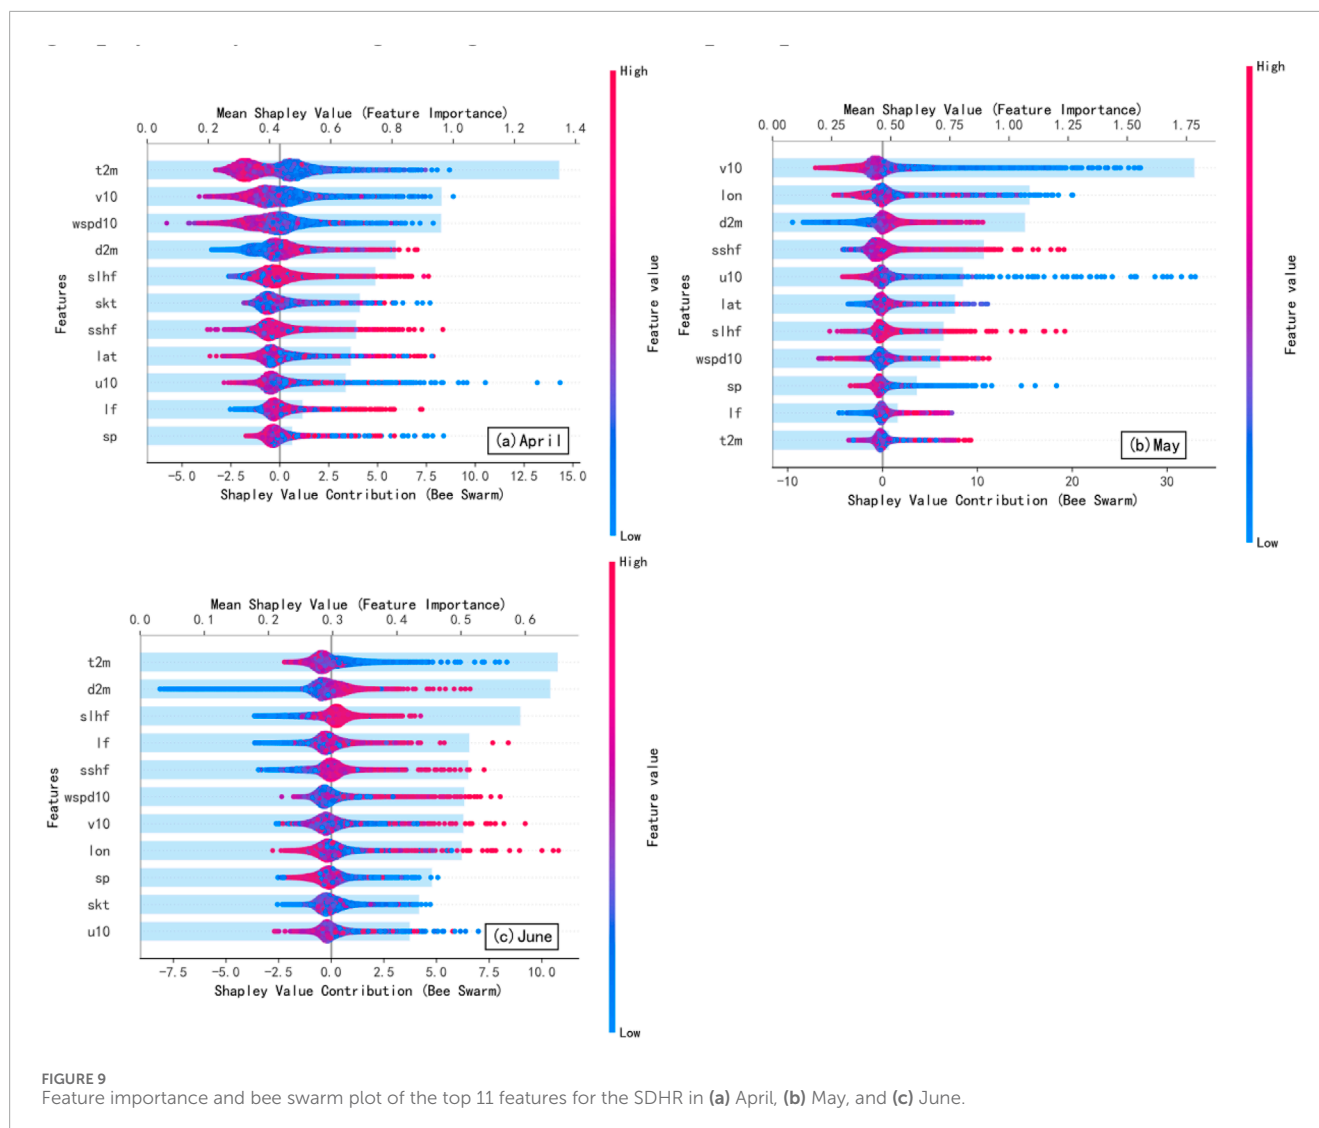 High
Mean Shapley Value (Feature Importance)
0.0 0.2 0.4 0.6 0.8 1.0 1.2 1.4
t2m
v10
wspd10
d2m
slhf
skt
sshf
lat
u10
lf
sp
Features
(a) April
-5.0 -2.5 0.0 2.5 5.0 7.5 10.0 12.5 15.0
Shapley Value Contribution (Bee Swarm)
Feature value
Low
High
Mean Shapley Value (Feature Importance)
0.00 0.25 0.50 0.75 1.00 1.25 1.50 1.75
v10
lon
d2m
sshf
u10
lat
slhf
wspd10
sp
lf
t2m
Features
(b) May
-10 0 10 20 30
Shapley Value Contribution (Bee Swarm)
Feature value
Low
High
Mean Shapley Value (Feature Importance)
0.0 0.1 0.2 0.3 0.4 0.5 0.6
t2m
d2m
slhf
lf
sshf
wspd10
v10
lon
sp
skt
u10
Features
(c) June
-7.5 -5.0 -2.5 0.0 2.5 5.0 7.5 10.0
Shapley Value Contribution (Bee Swarm)
Feature value
Low
FIGURE 9
Feature importance and bee swarm plot of the top 11 features for the SDHR in (a) April, (b) May, and (c) June.